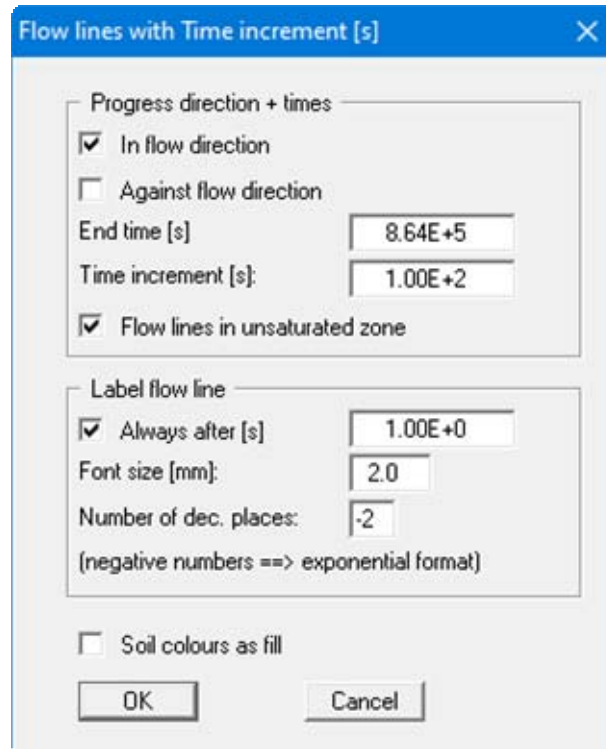 Flow lines with Time increment [s]
Progress direction + times
In flow direction
Against flow direction
End time [s] 8.64E+5
Time increment [s]: 1.00E+2
Flow lines in unsaturated zone
Label flow line
Always after [s] 1.00E+0
Font size [mm]: 2.0
Number of dec. places: -2
(negative numbers ==> exponential format)
Soil colours as fill
OK Cancel